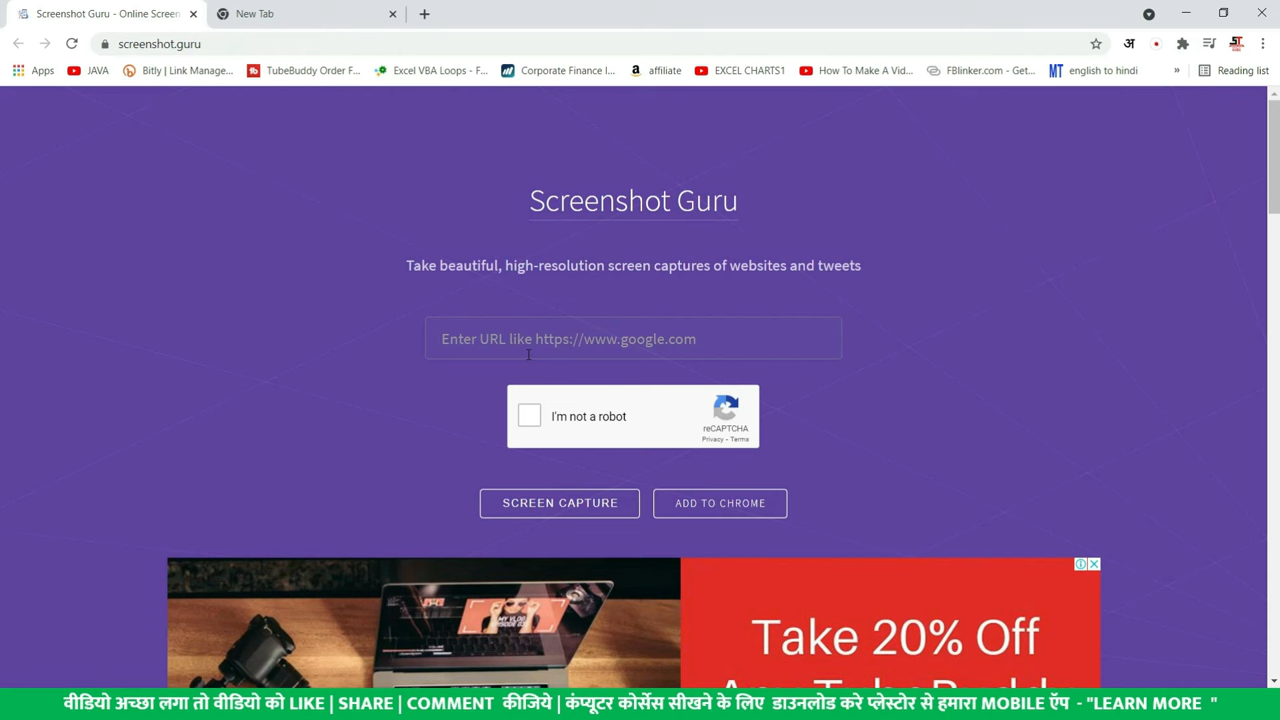 Screenshot Guru - Online Screen
New Tab
screenshot.guru
अ
Apps
JAVA
Bitly | Link Manage...
TubeBuddy Order F...
Excel VBA Loops - F...
Corporate Finance I...
affiliate
EXCEL CHARTS1
How To Make A Vid...
FBlinker.com - Get...
MT
english to hindi
»
Reading list
Screenshot Guru
Take beautiful, high-resolution screen captures of websites and tweets
Enter URL like https://www.google.com
I'm not a robot
reCAPTCHA
Privacy - Terms
SCREEN CAPTURE
ADD TO CHROME
MY VLOG
Take 20% Off
वीडियो अच्छा लगा तो वीडियो को LIKE | SHARE | COMMENT कीजिये | कंप्यूटर कोर्सेस सीखने के लिए डाउनलोड करे प्लेस्टोर से हमारा MOBILE ऍप - "LEARN MORE "